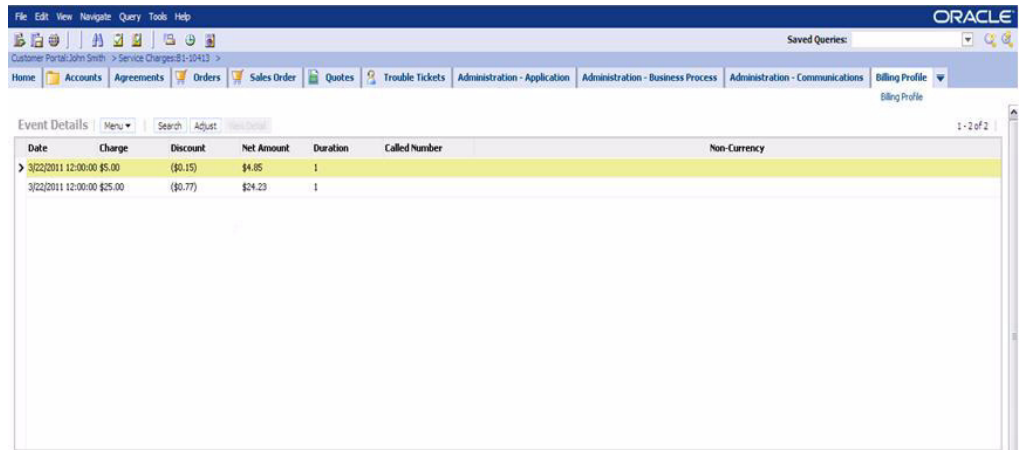 File Edit View Navigate Query Tools Help
ORACLE
Saved Queries:
Customer Portal:John Smith > Service Charges:B1-10413 >
Home Accounts Agreements Orders Sales Order Quotes Trouble Tickets Administration - Application Administration - Business Process Administration - Communications Billing Profile
Billing Profile
Event Details Menu Search Adjust View Detail 1 - 2 of 2
Date Charge Discount Net Amount Duration Called Number Non-Currency
3/22/2011 12:00:00 $5.00 ($0.15) $4.85 1
3/22/2011 12:00:00 $25.00 ($0.77) $24.23 1